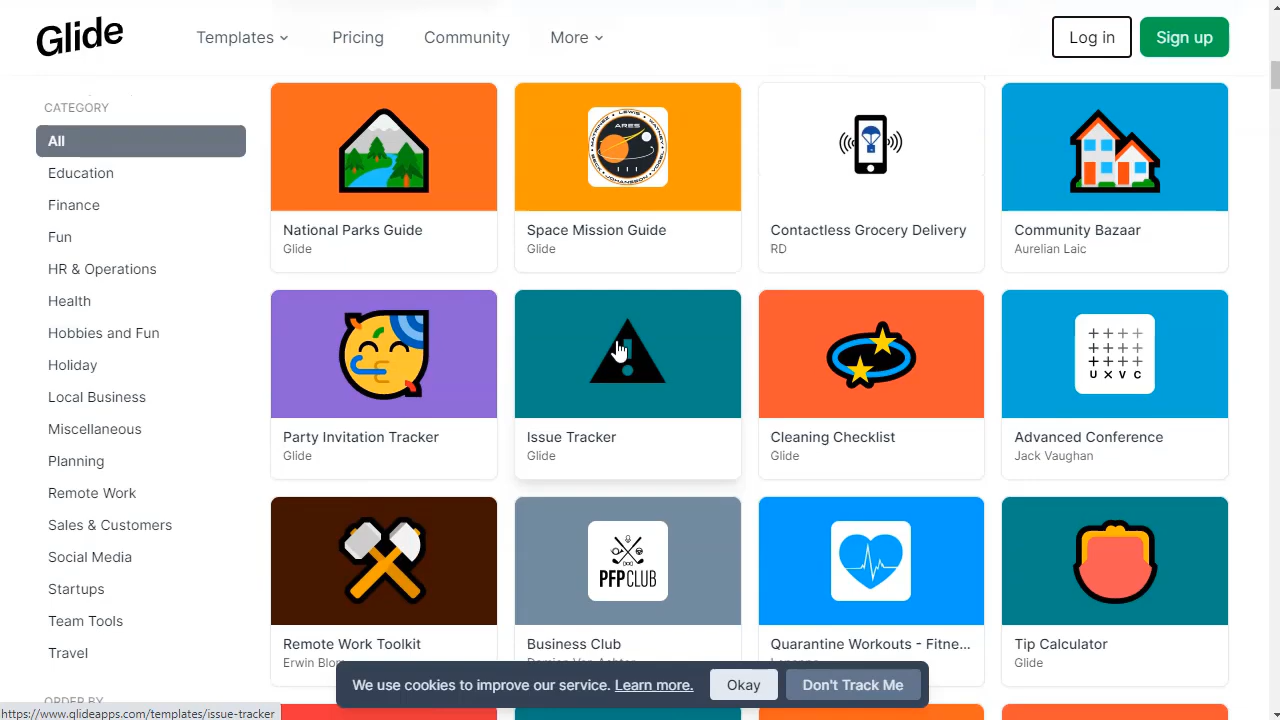 Glide
Templates
Pricing
Community
More
Log in
Sign up
CATEGORY
All
Education
Finance
Fun
HR & Operations
Health
Hobbies and Fun
Holiday
Local Business
Miscellaneous
Planning
Remote Work
Sales & Customers
Social Media
Startups
Team Tools
Travel
ORDER BY
ARES
National Parks Guide
Glide
Space Mission Guide
Glide
Contactless Grocery Delivery
RD
Community Bazaar
Aurelian Laic
Party Invitation Tracker
Glide
Issue Tracker
Glide
Cleaning Checklist
Glide
U X V C
Advanced Conference
Jack Vaughan
Remote Work Toolkit
PFPCLUB
Business Club
Quarantine Workouts - Fitne...
Tip Calculator
Glide
We use cookies to improve our service. Learn more.
Okay
Don't Track Me
https://www.glideapps.com/templates/issue-tracker